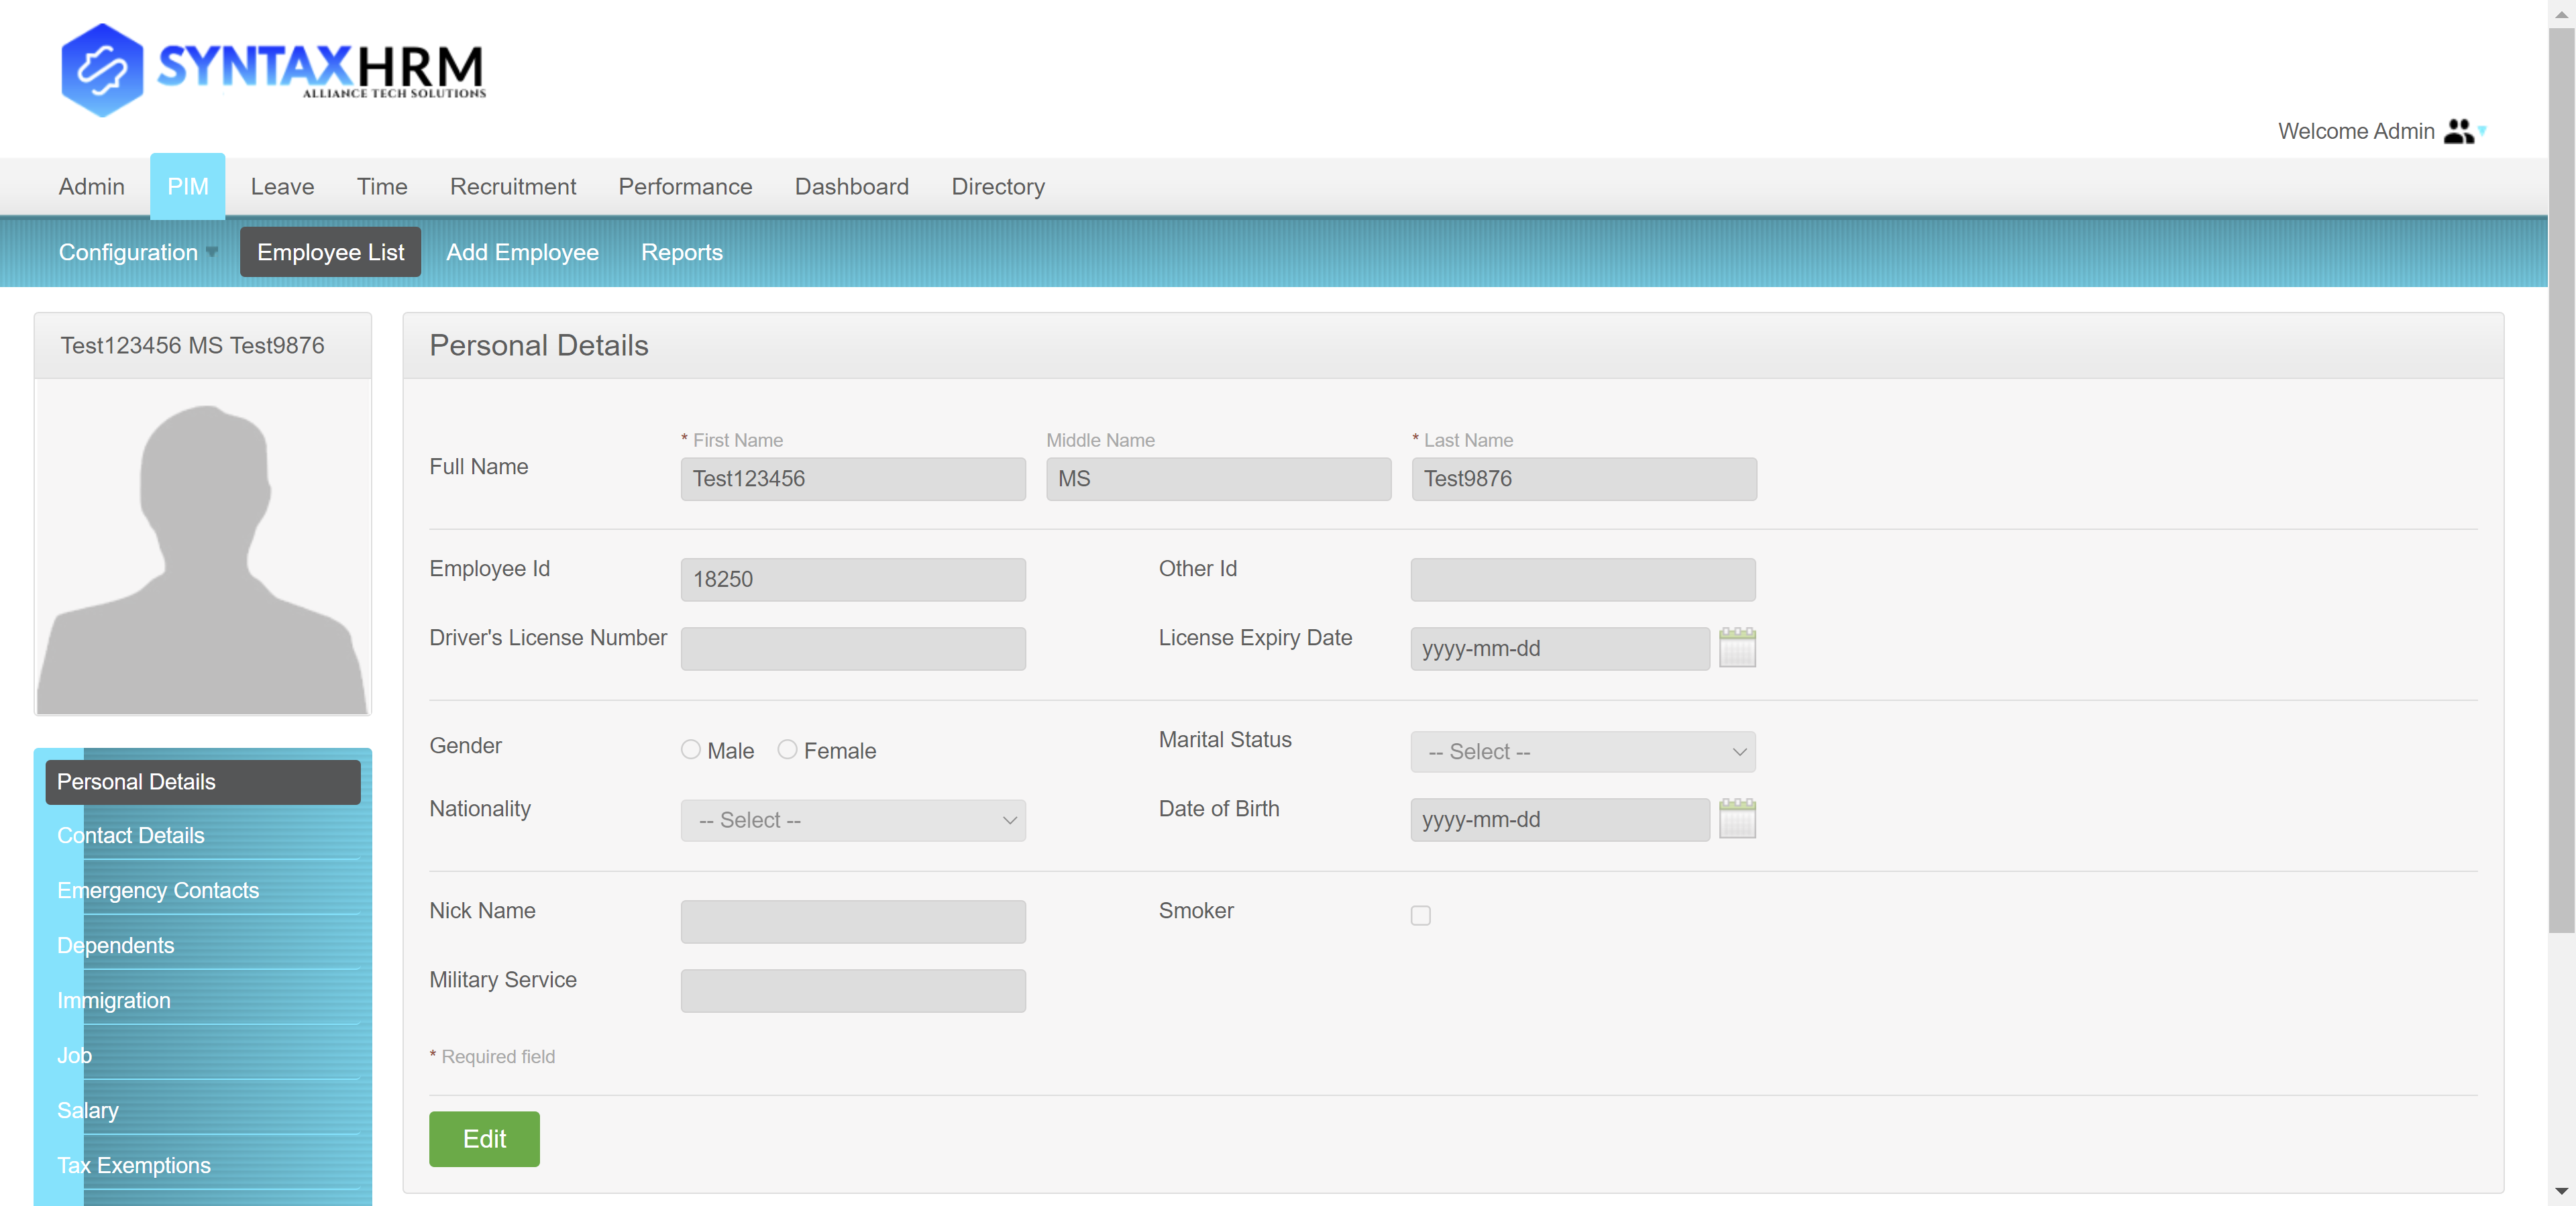 SYNTAXHRM
ALLIANCE TECH SOLUTIONS
Welcome Admin
Admin PIM Leave Time Recruitment Performance Dashboard Directory
Configuration Employee List Add Employee Reports
Test123456 MS Test9876
Personal Details
Contact Details
Emergency Contacts
Dependents
Immigration
Job
Salary
Tax Exemptions
Personal Details
* First Name Middle Name * Last Name
Full Name Test123456 MS Test9876
Employee Id 18250 Other Id
Driver's License Number License Expiry Date yyyy-mm-dd
Gender Male Female Marital Status -- Select --
Nationality -- Select -- Date of Birth yyyy-mm-dd
Nick Name Smoker
Military Service
* Required field
Edit